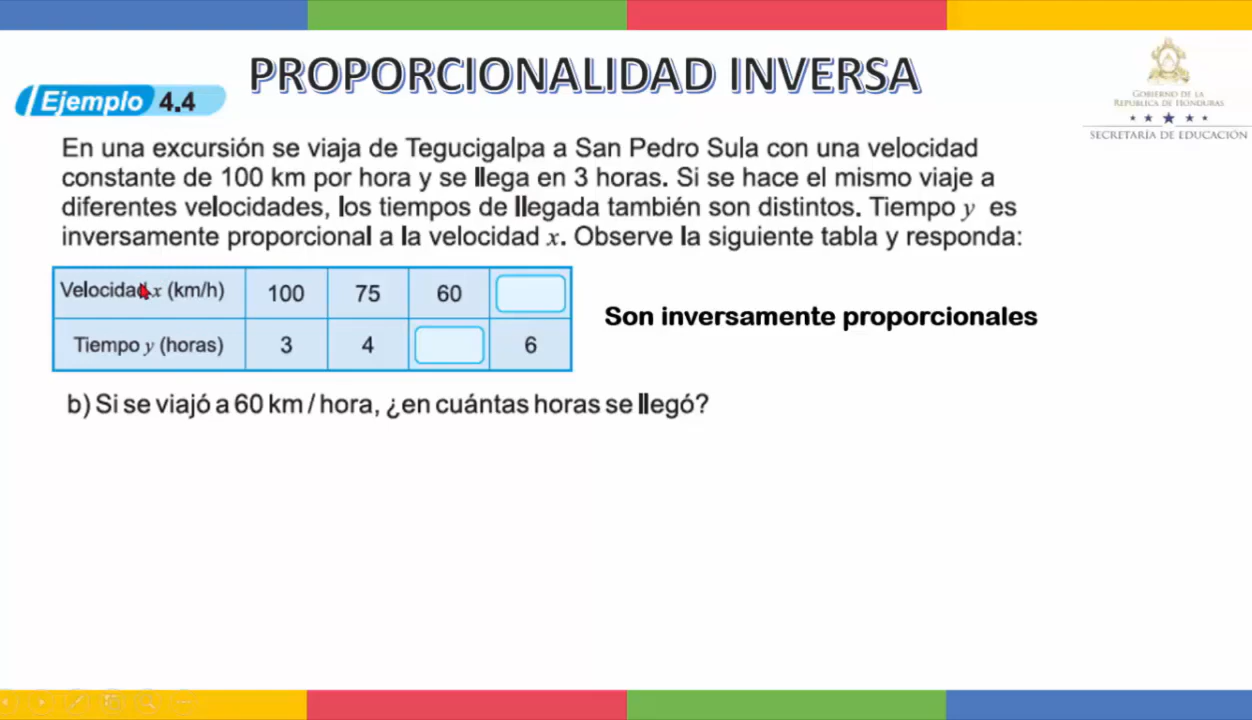 PROPORCIONALIDAD INVERSA
Ejemplo 4.4
GOBIERNO DE LA
REPÚBLICA DE HONDURAS
SECRETARÍA DE EDUCACIÓN
En una excursión se viaja de Tegucigalpa a San Pedro Sula con una velocidad
constante de 100 km por hora y se llega en 3 horas. Si se hace el mismo viaje a
diferentes velocidades, los tiempos de llegada también son distintos. Tiempo y es
inversamente proporcional a la velocidad x. Observe la siguiente tabla y responda:
Velocidad x (km/h) 100 75 60
Tiempo y (horas) 3 4 6
Son inversamente proporcionales
b) Si se viajó a 60 km / hora, ¿en cuántas horas se llegó?